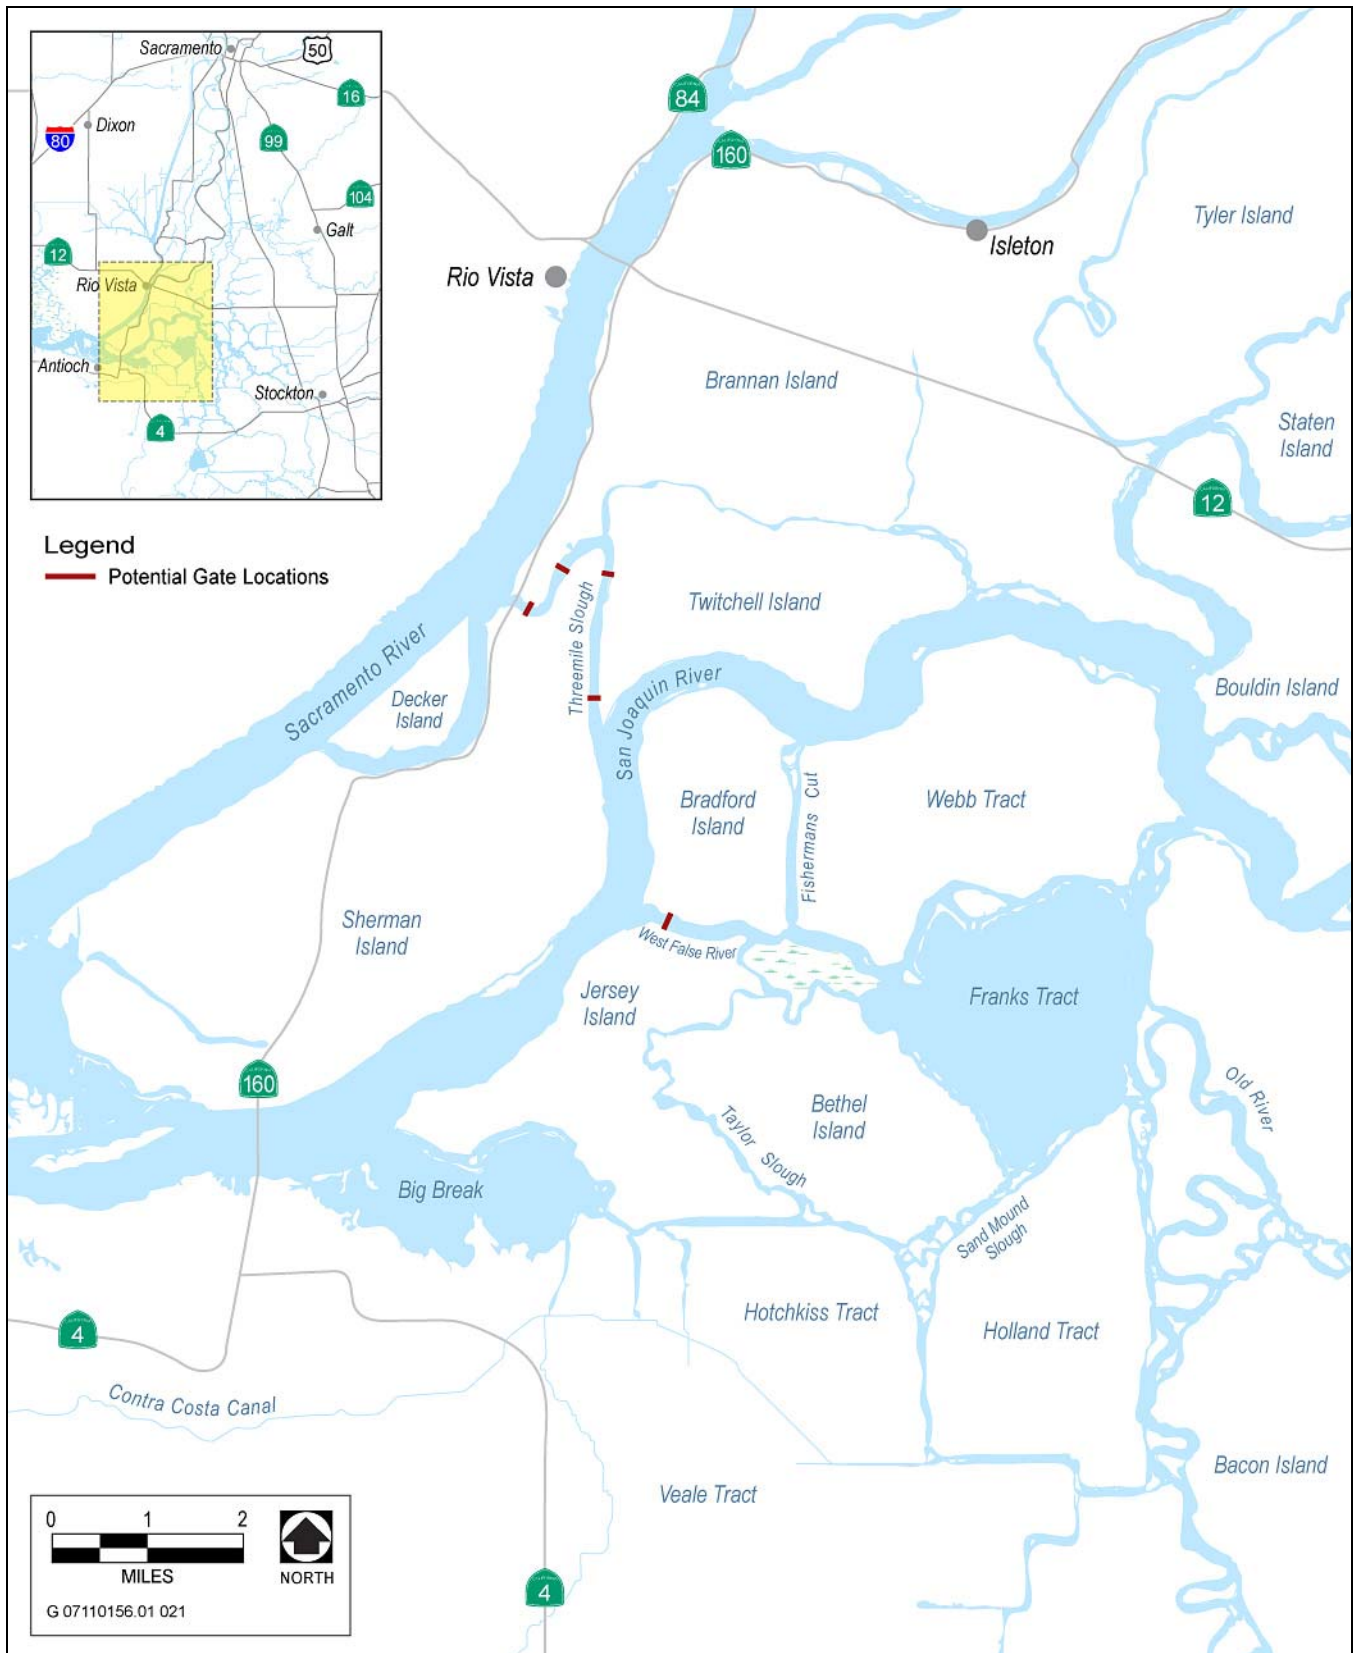 Sacramento
50
16
80
Dixon
99
104
Galt
12
Rio Vista
Antioch
Stockton
4
84
160
Tyler Island
Isleton
Rio Vista
Brannan Island
Staten
Island
12
Legend
Potential Gate Locations
Threemile Slough
Twitchell Island
Sacramento River
Decker
Island
San Joaquin River
Bouldin Island
Bradford
Island
Fishermans Cut
Webb Tract
Sherman
Island
West False River
Jersey
Island
Franks Tract
160
Old River
Bethel
Island
Taylor Slough
Big Break
Sand Mound
Slough
Hotchkiss Tract
Holland Tract
4
Contra Costa Canal
Bacon Island
Veale Tract
0 1 2
MILES
NORTH
4
G 07110156.01 021